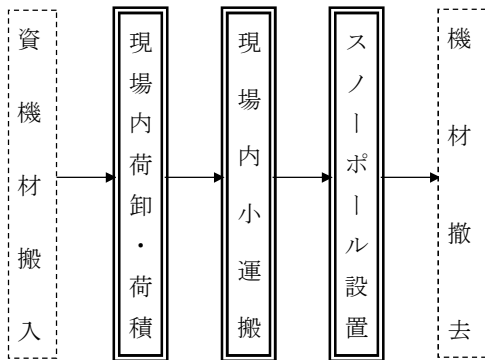 資機材搬入
現場内荷卸・荷積
現場内小運搬
スノーポール設置
機材撤去